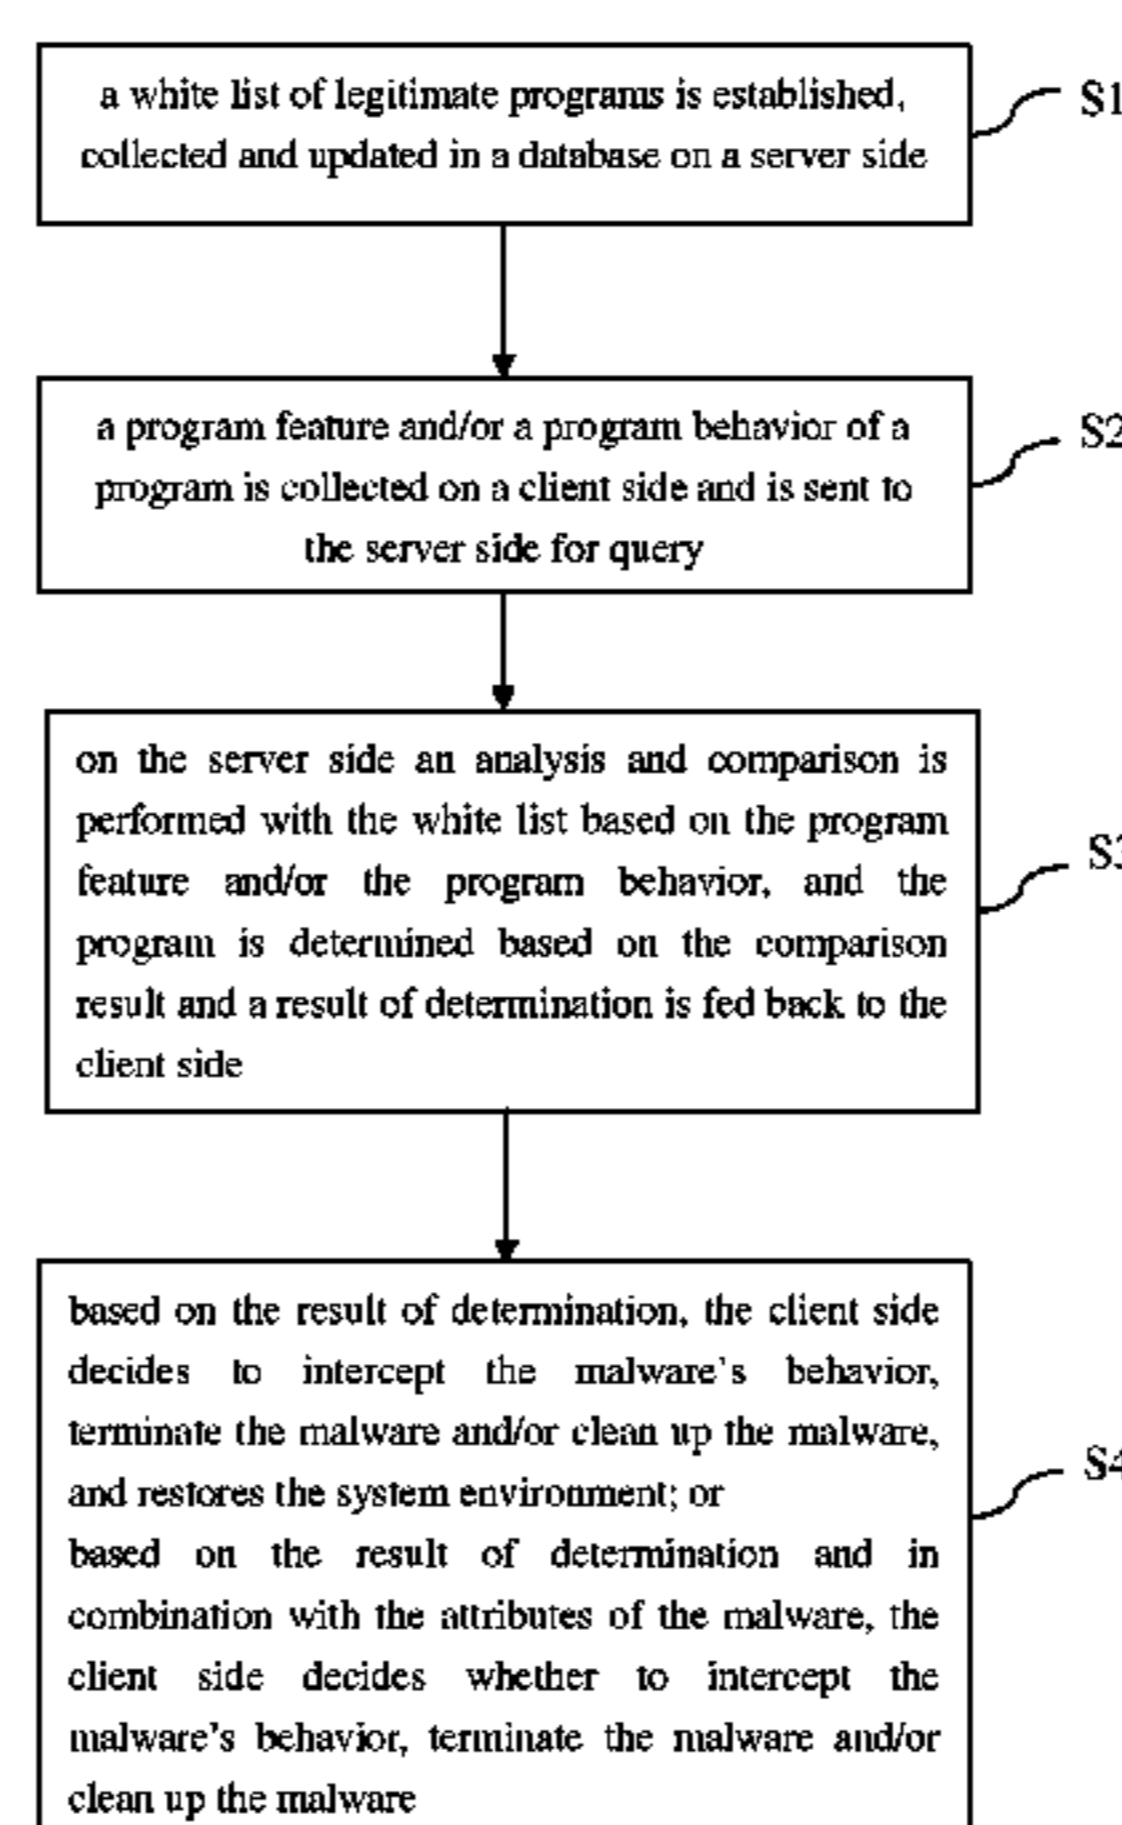 a white list of legitimate programs is established,
collected and updated in a database on a server side
S1
a program feature and/or a program behavior of a
program is collected on a client side and is sent to
the server side for query
S2
on the server side an analysis and comparison is
performed with the white list based on the program
feature and/or the program behavior, and the
program is determined based on the comparison
result and a result of determination is fed back to the
client side
S3
based on the result of determination, the client side
decides to intercept the malware's behavior,
terminate the malware and/or clean up the malware,
and restores the system environment; or
based on the result of determination and in
combination with the attributes of the malware, the
client side decides whether to intercept the
malware's behavior, terminate the malware and/or
clean up the malware
S4